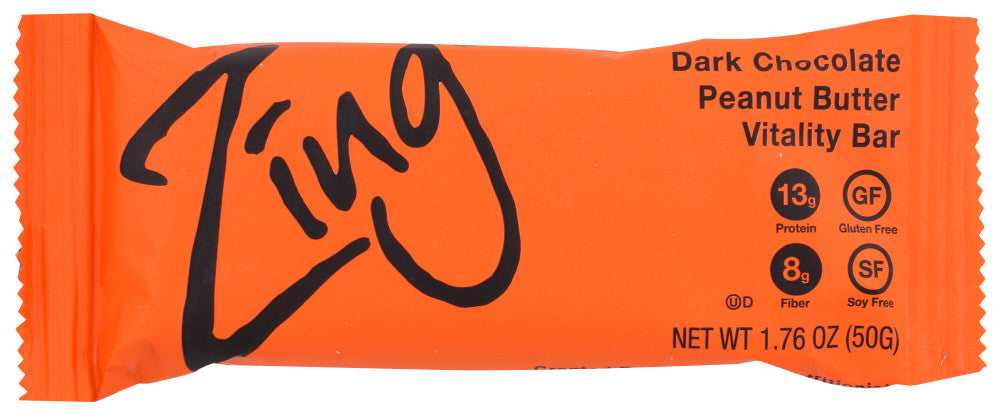 Zing
Dark Chocolate
Peanut Butter
Vitality Bar
13g
Protein
GF
Gluten Free
8g
Fiber
SF
Soy Free
UD
NET WT 1.76 OZ (50G)